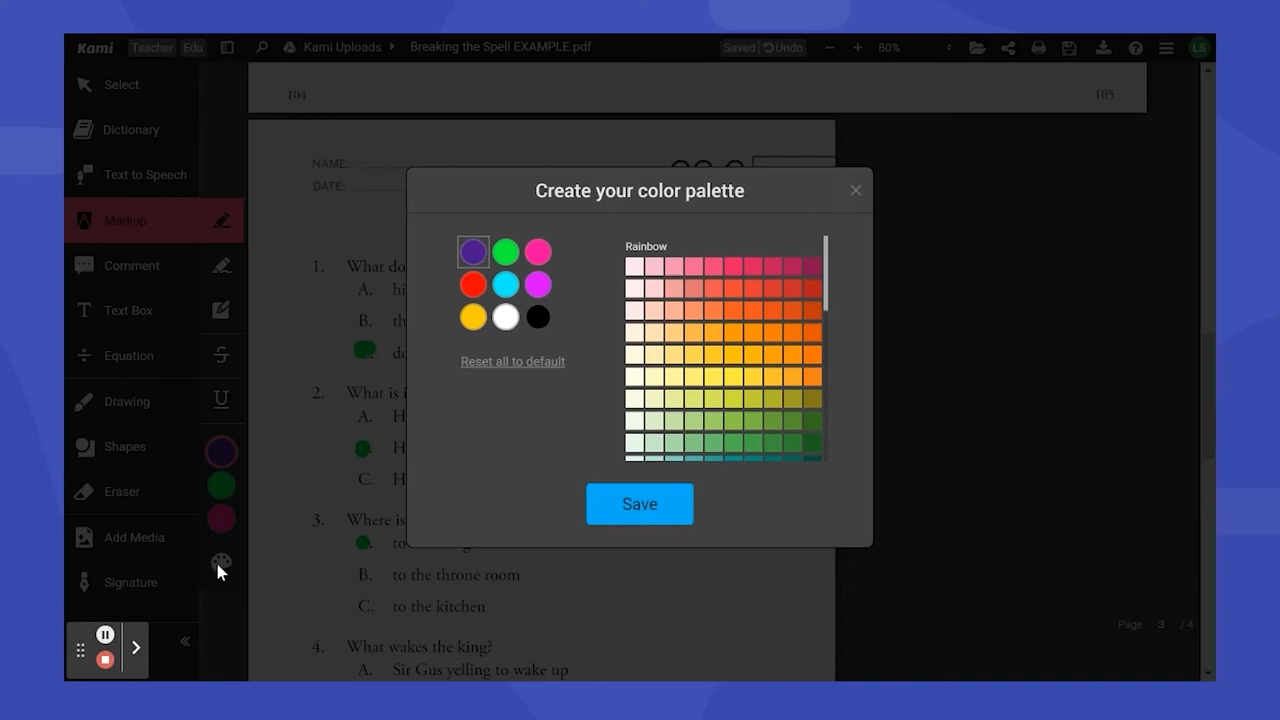 Kami Teacher Edu Kami Uploads Breaking the Spell EXAMPLE.pdf Saved Undo 80% LS
Select
Dictionary
Text to Speech
Markup
Comment
Text Box
Equation
Drawing
Shapes
Eraser
Add Media
Signature
104 105
NAME:
DATE:
Create your color palette
Reset all to default
Rainbow
Save
1. What do
A.
B.
2. What is
A. H
H
C. H
3. Where is
to
B. to the throne room
C. to the kitchen
4. What wakes the king?
A. Sir Gus yelling to wake up
Page 3 / 4